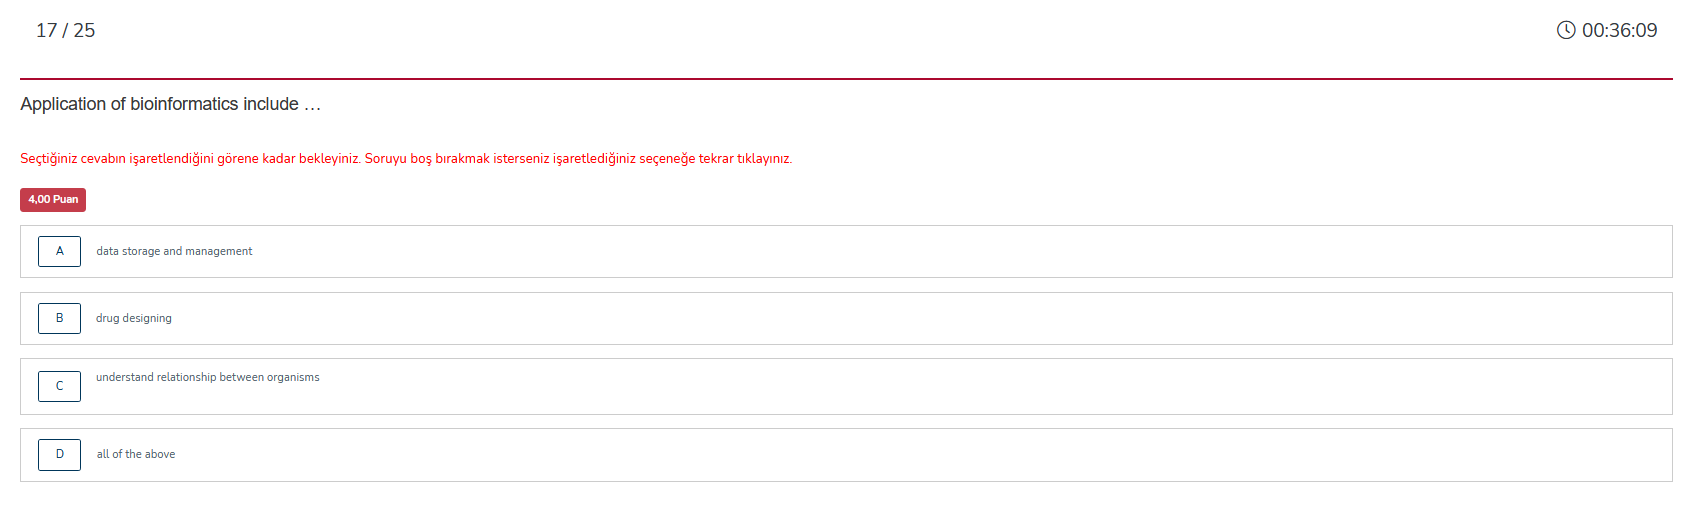 17 / 25
00:36:09
Application of bioinformatics include …
Seçtiğiniz cevabın işaretlendiğini görene kadar bekleyiniz. Soruyu boş bırakmak isterseniz işaretlediğiniz seçeneğe tekrar tıklayınız.
4,00 Puan
A data storage and management
B drug designing
C understand relationship between organisms
D all of the above